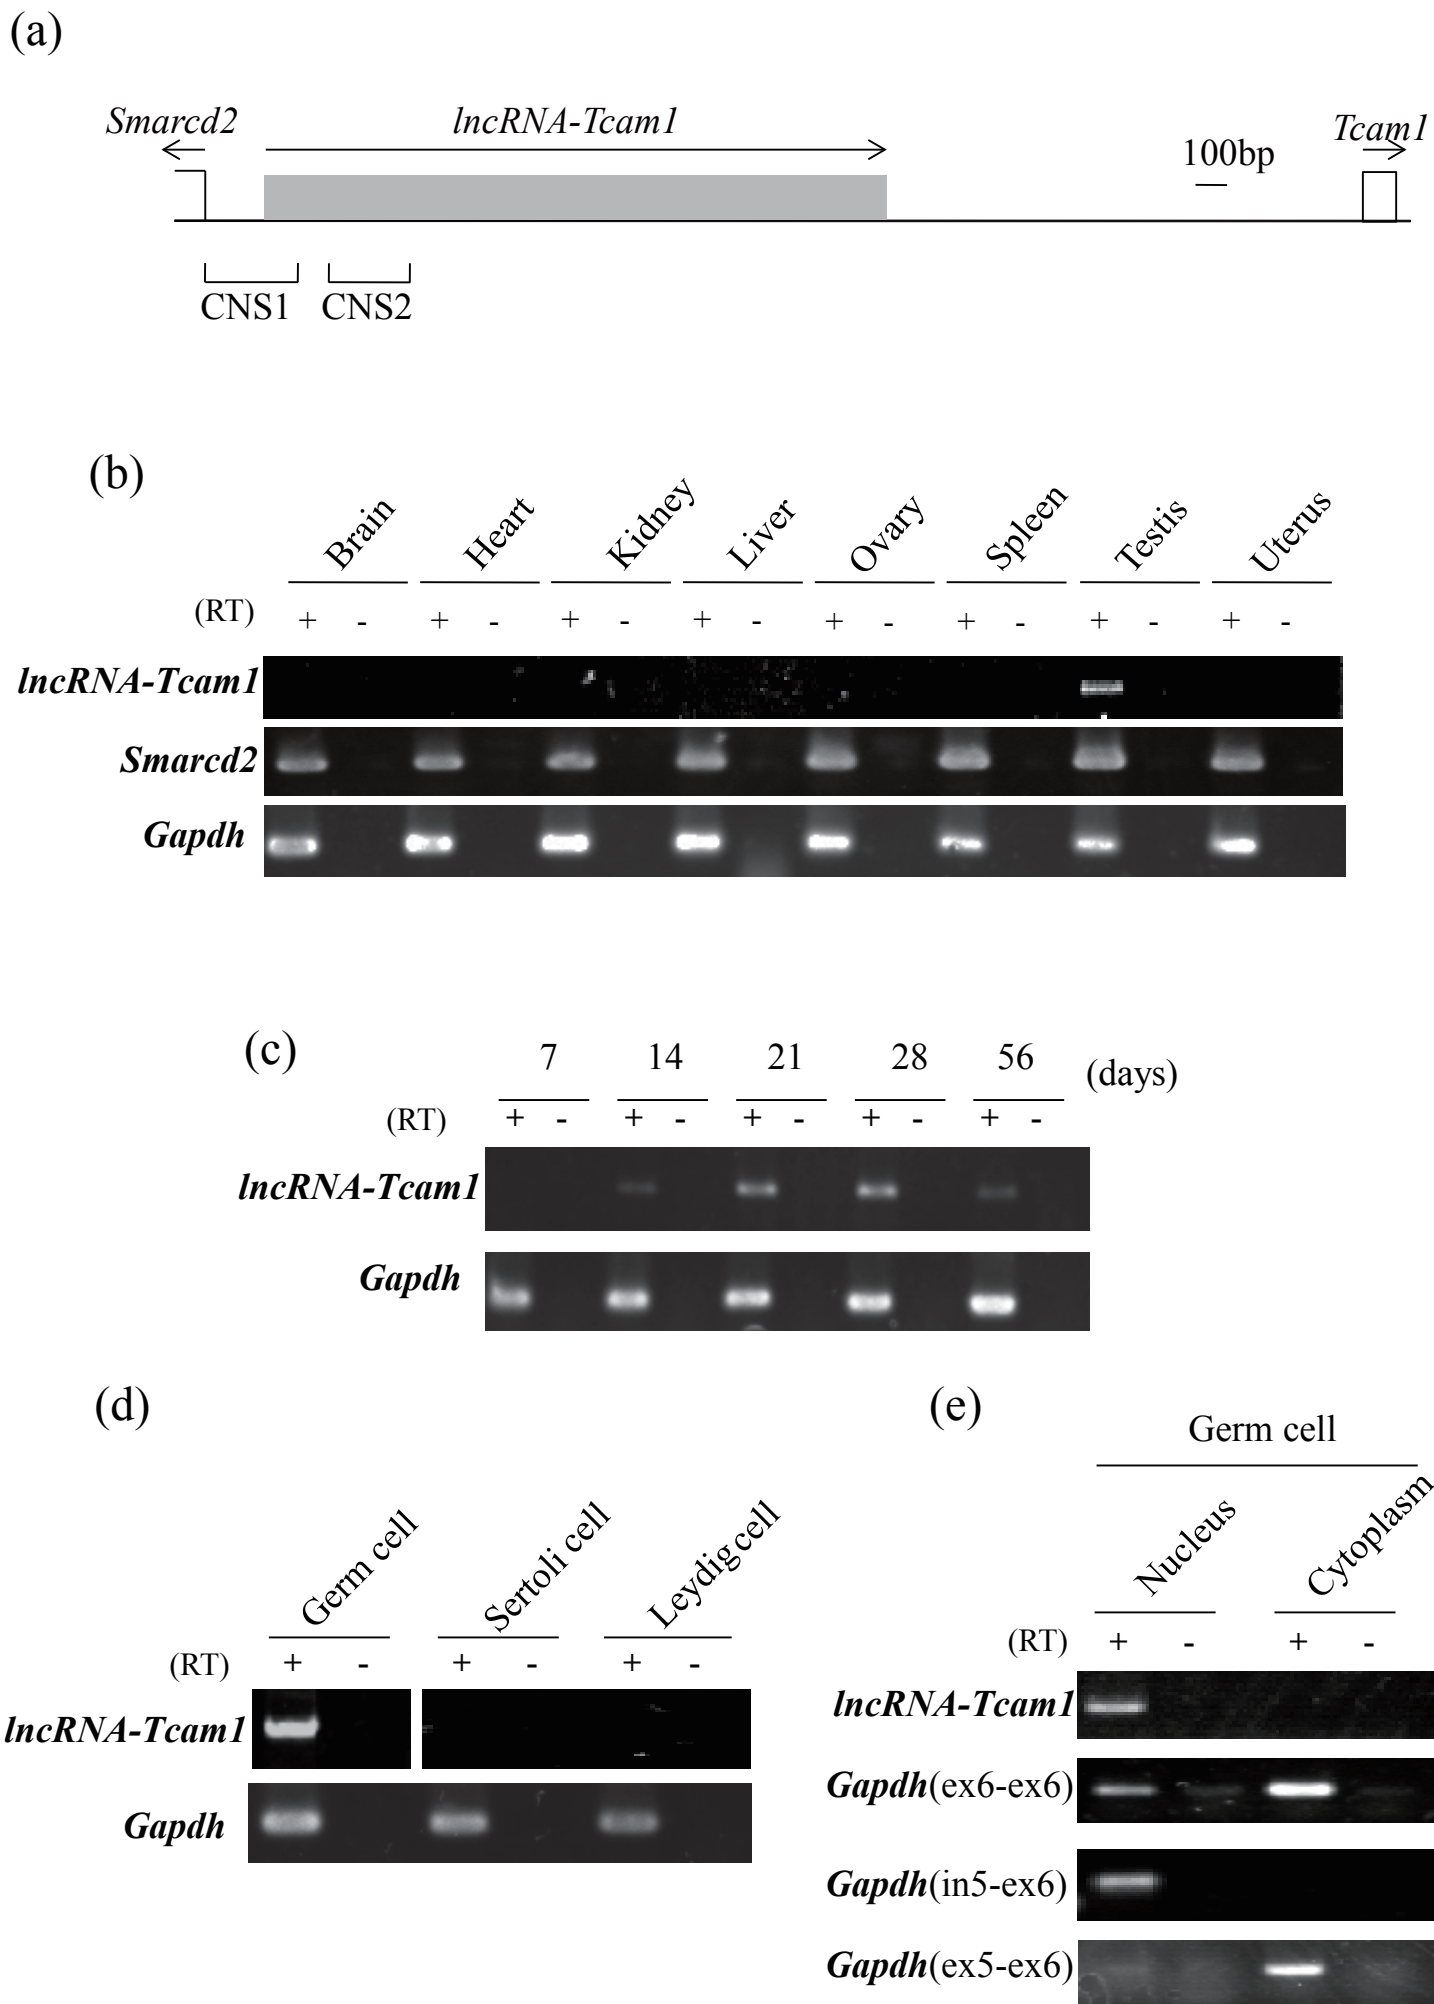 (a)
Smarcd2 lncRNA-Tcam1 Tcam1
100bp
CNS1 CNS2
(b)
Brain Heart Kidney Liver Ovary Spleen Testis Uterus
(RT) + - + - + - + - + - + - + - + -
lncRNA-Tcam1
Smarcd2
Gapdh
(c)
7 14 21 28 56 (days)
(RT) + - + - + - + - + -
lncRNA-Tcam1
Gapdh
(d)
Germ cell Sertoli cell Leydig cell
(RT) + - + - + -
lncRNA-Tcam1
Gapdh
(e)
Germ cell
Nucleus Cytoplasm
(RT) + - + -
lncRNA-Tcam1
Gapdh(ex6-ex6)
Gapdh(in5-ex6)
Gapdh(ex5-ex6)